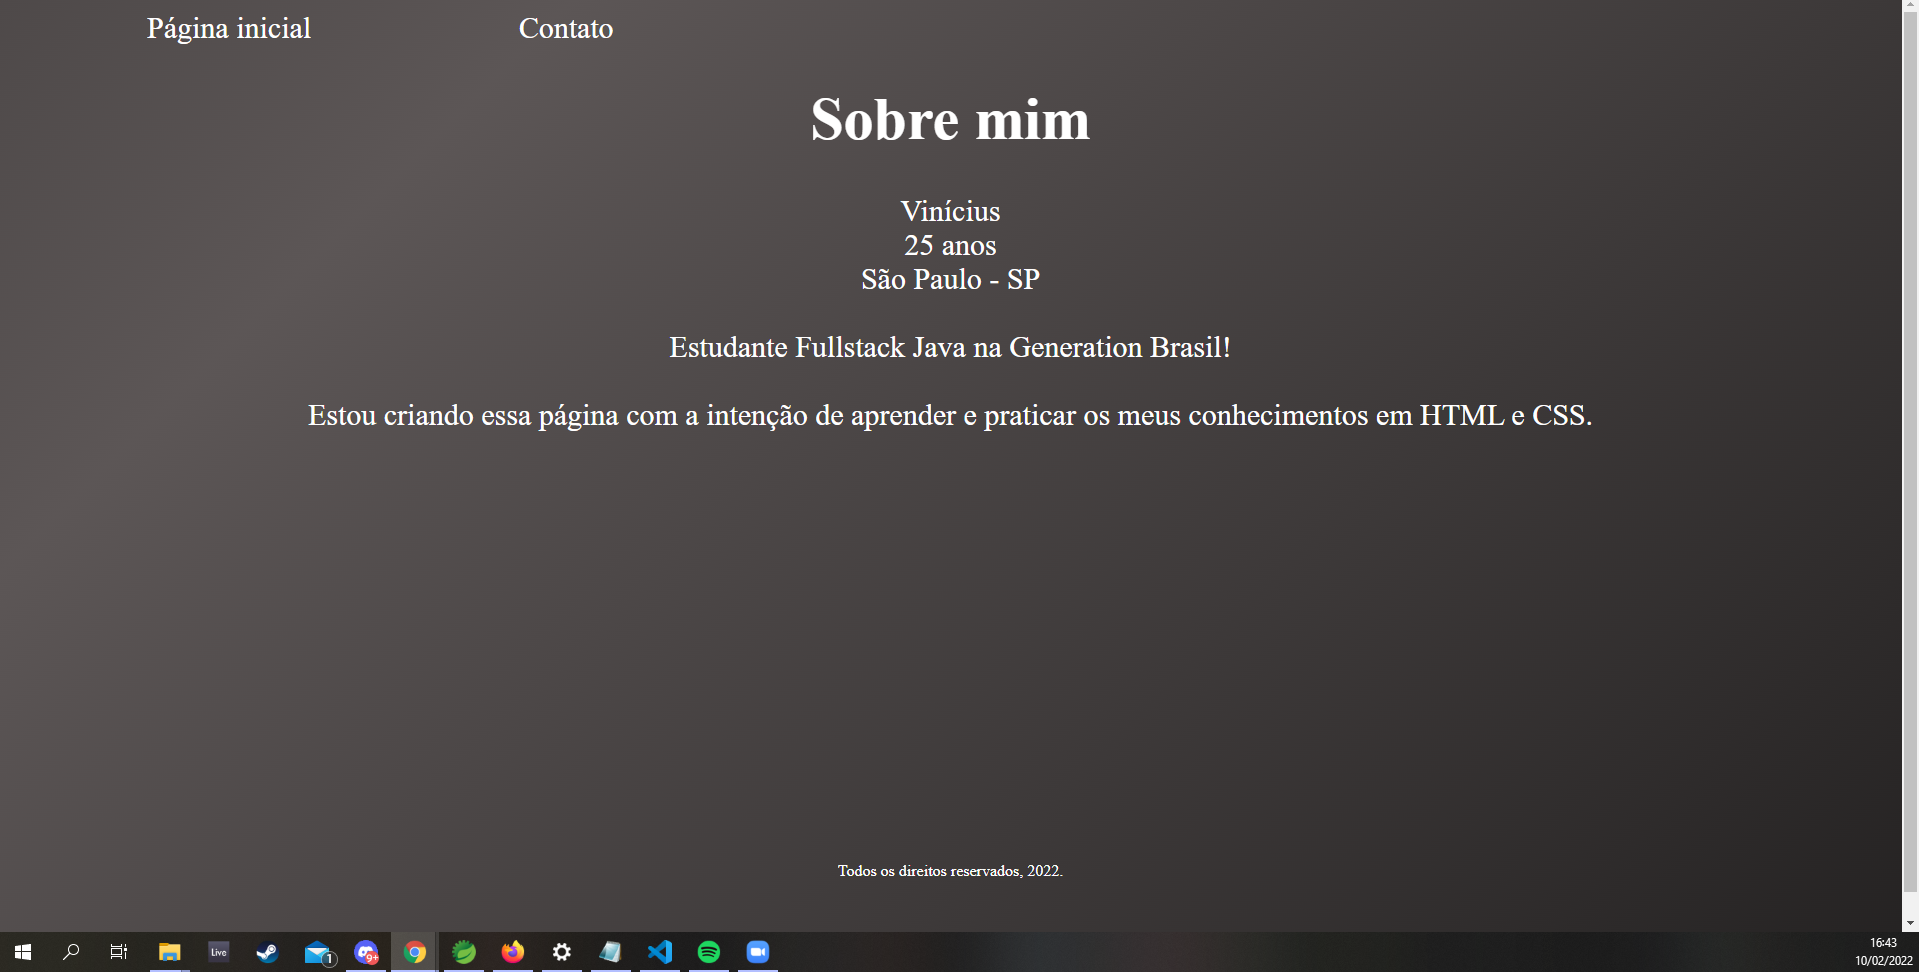 Página inicial
Contato
Sobre mim
Vinícius
25 anos
São Paulo - SP
Estudante Fullstack Java na Generation Brasil!
Estou criando essa página com a intenção de aprender e praticar os meus conhecimentos em HTML e CSS.
Todos os direitos reservados, 2022.
Live
1
9+
16:43
10/02/2022